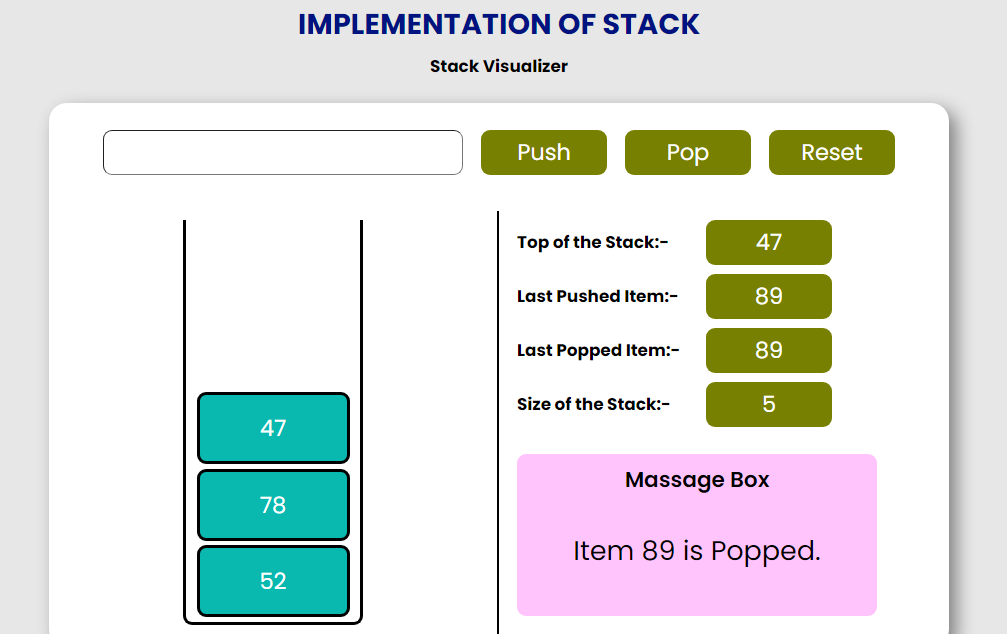 IMPLEMENTATION OF STACK
Stack Visualizer
Push Pop Reset
Top of the Stack:- 47
Last Pushed Item:- 89
Last Popped Item:- 89
Size of the Stack:- 5
47
78
52
Massage Box
Item 89 is Popped.